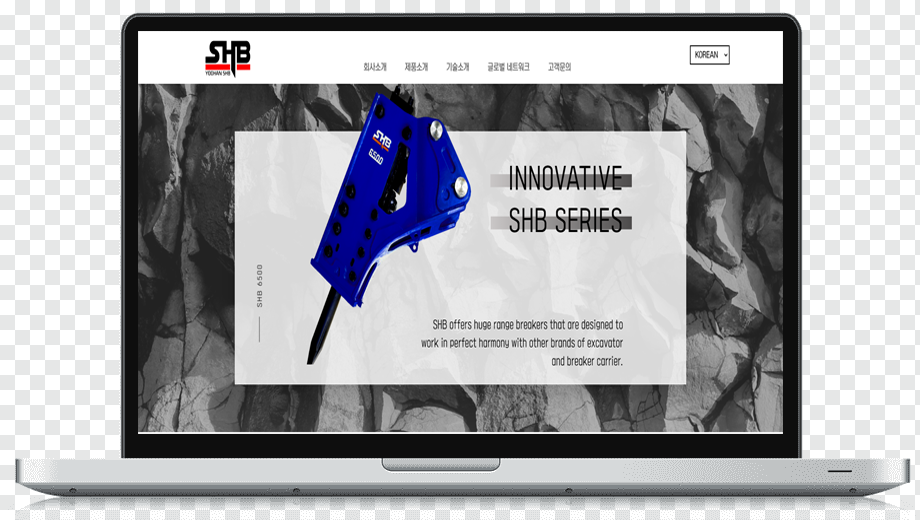 SHB
YOOHAN SHB
회사소개 제품소개 기술소개 글로벌 네트워크 고객문의
KOREAN
SHB
6500
INNOVATIVE
SHB SERIES
SHB 6500
SHB offers huge range breakers that are designed to
work in perfect harmony with other brands of excavator
and breaker carrier.